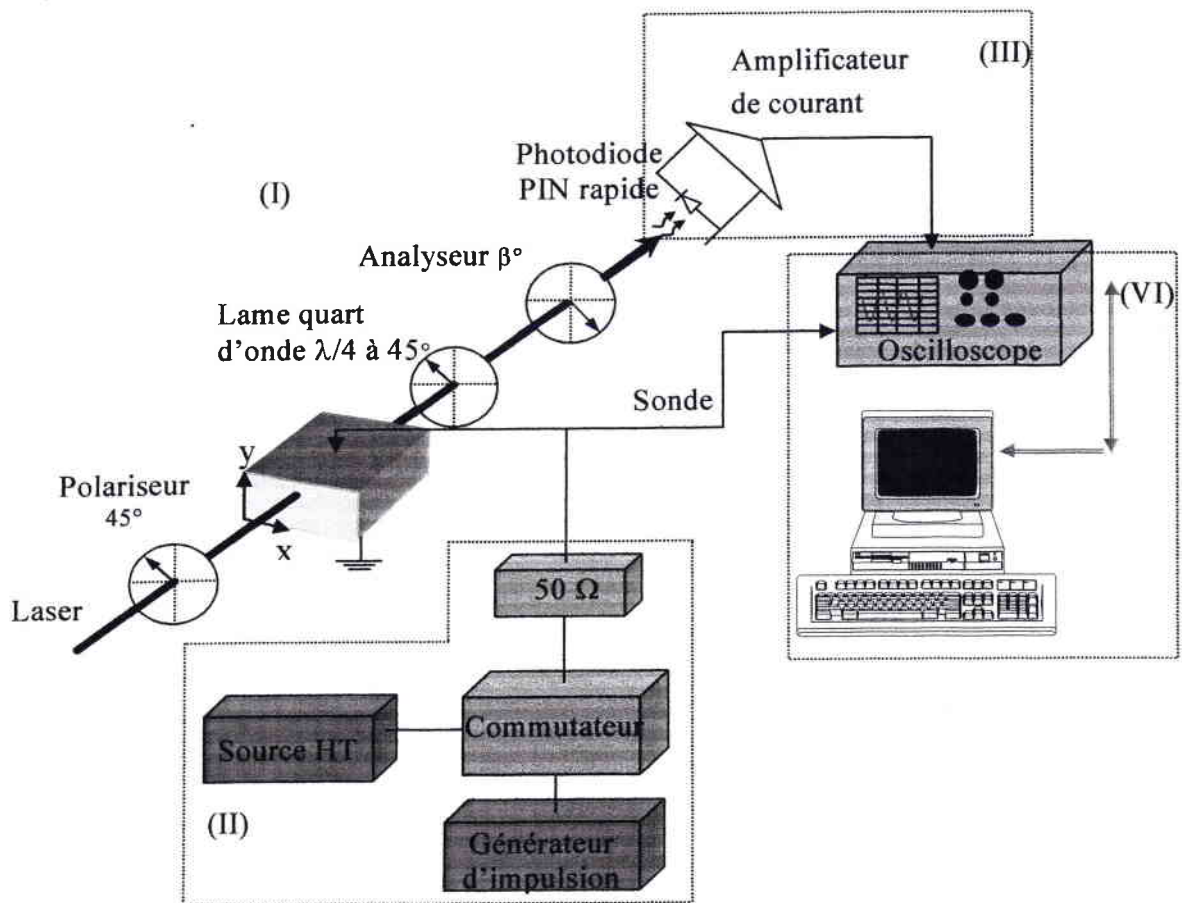 (III)
Amplificateur
de courant
Photodiode
PIN rapide
(I)
Analyseur β°
(VI)
Lame quart
d'onde λ/4 à 45°
Oscilloscope
Sonde
y
Polariseur
45°
x
50 Ω
Laser
Commutateur
Source HT
(II)
Générateur
d'impulsion